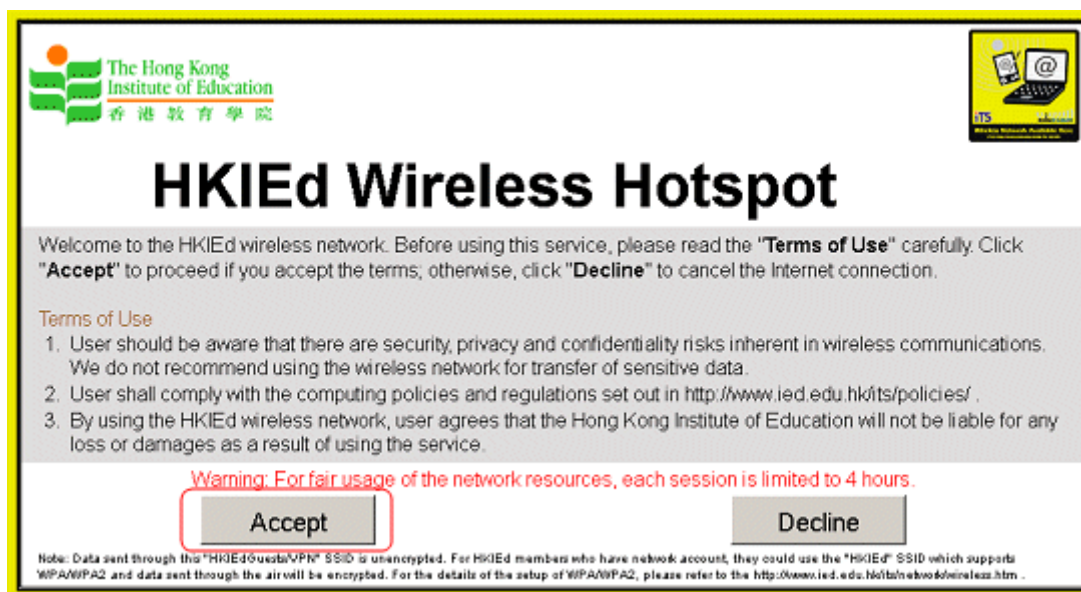 The Hong Kong
Institute of Education
香港教育學院
iTS
HKIEd Wireless Hotspot
Welcome to the HKIEd wireless network. Before using this service, please read the "Terms of Use" carefully. Click
"Accept" to proceed if you accept the terms; otherwise, click "Decline" to cancel the Internet connection.
Terms of Use
1. User should be aware that there are security, privacy and confidentiality risks inherent in wireless communications.
We do not recommend using the wireless network for transfer of sensitive data.
2. User shall comply with the computing policies and regulations set out in http://www.ied.edu.hk/its/policies/ .
3. By using the HKIEd wireless network, user agrees that the Hong Kong Institute of Education will not be liable for any
loss or damages as a result of using the service.
Warning: For fair usage of the network resources, each session is limited to 4 hours.
Accept
Decline
Note: Data sent through this "HKIEdGuests/VPN" SSID is unencrypted. For HKIEd members who have network account, they could use the "HKIEd" SSID which supports
WPA/WPA2 and data sent through the air will be encrypted. For the details of the setup of WPA/WPA2, please refer to the http://www.ied.edu.hk/its/network/wireless.htm .